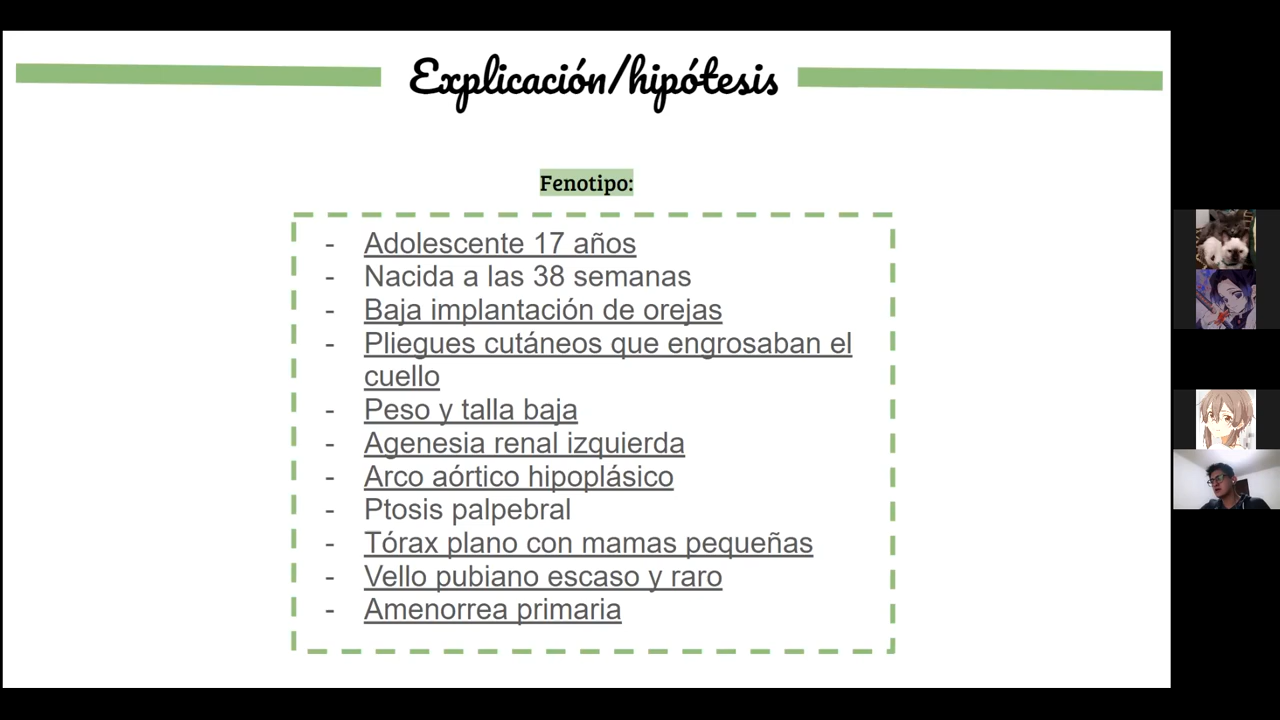 Explicación/hipótesis
Fenotipo:
- Adolescente 17 años
- Nacida a las 38 semanas
- Baja implantación de orejas
- Pliegues cutáneos que engrosaban el
cuello
- Peso y talla baja
- Agenesia renal izquierda
- Arco aórtico hipoplásico
- Ptosis palpebral
- Tórax plano con mamas pequeñas
- Vello pubiano escaso y raro
- Amenorrea primaria